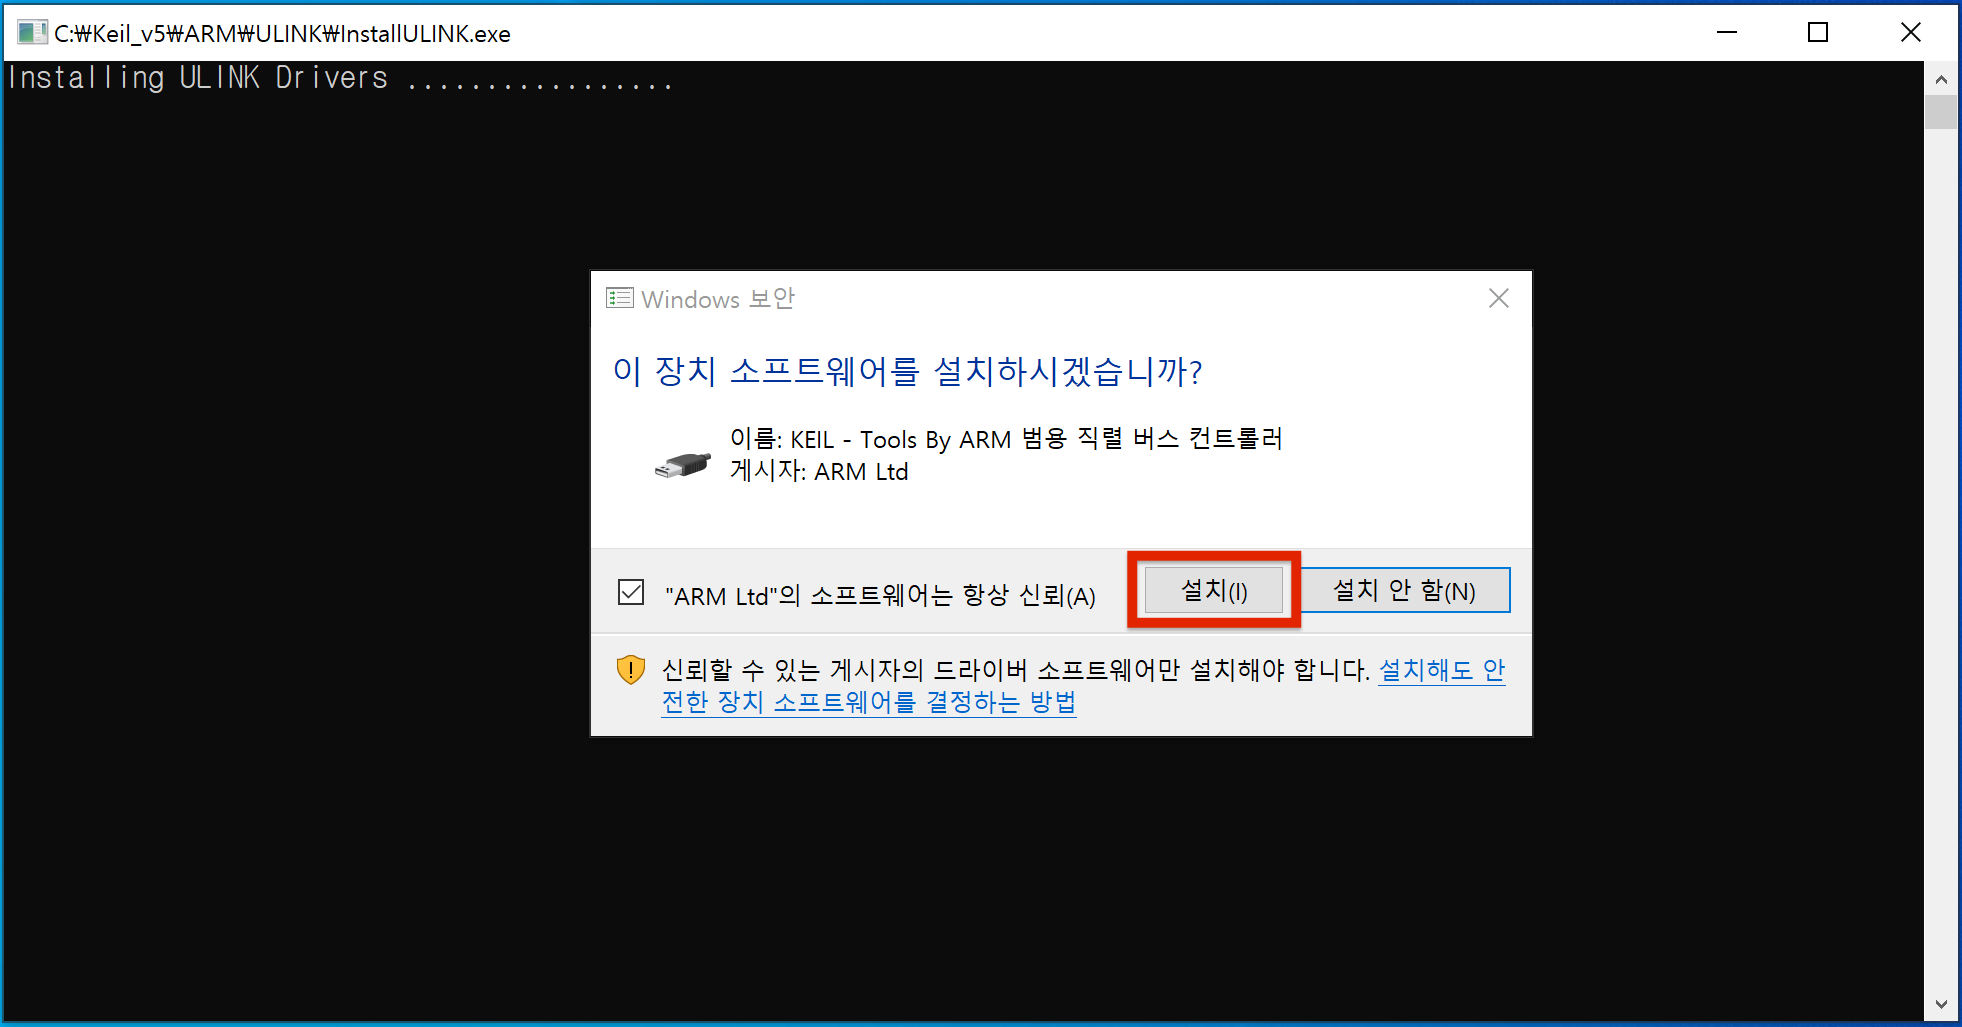 C:₩Keil_v5₩ARM₩ULINK₩InstallULINK.exe
Installing ULINK Drivers .................
Windows 보안
이 장치 소프트웨어를 설치하시겠습니까?
이름: KEIL - Tools By ARM 범용 직렬 버스 컨트롤러
게시자: ARM Ltd
"ARM Ltd"의 소프트웨어는 항상 신뢰(A)
설치(I)
설치 안 함(N)
신뢰할 수 있는 게시자의 드라이버 소프트웨어만 설치해야 합니다. 설치해도 안
전한 장치 소프트웨어를 결정하는 방법